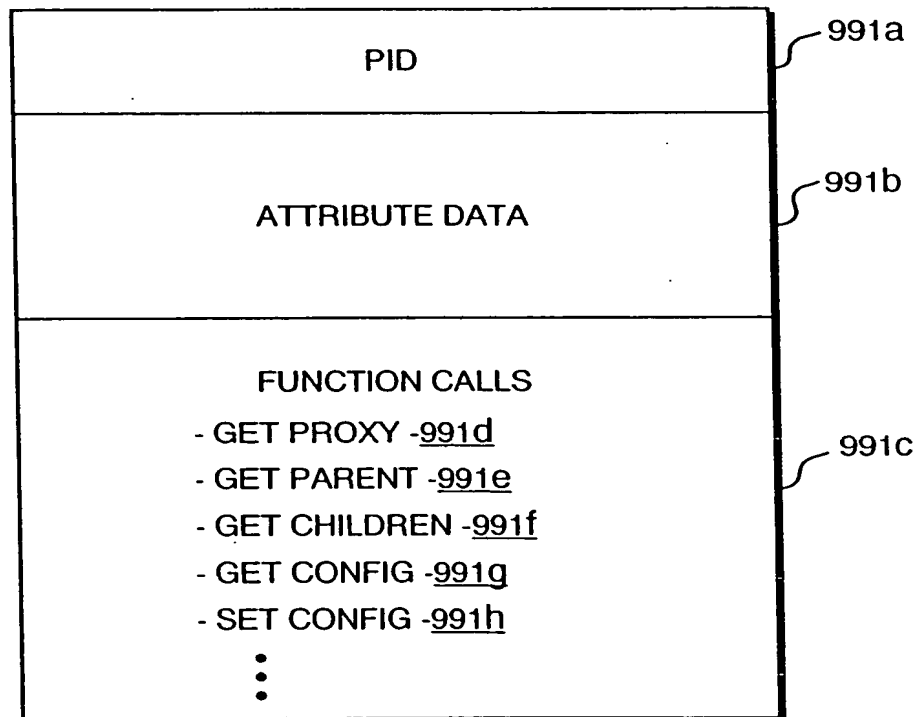 PID
991a
ATTRIBUTE DATA
991b
FUNCTION CALLS
- GET PROXY -991d
- GET PARENT -991e
- GET CHILDREN -991f
- GET CONFIG -991g
- SET CONFIG -991h
991c